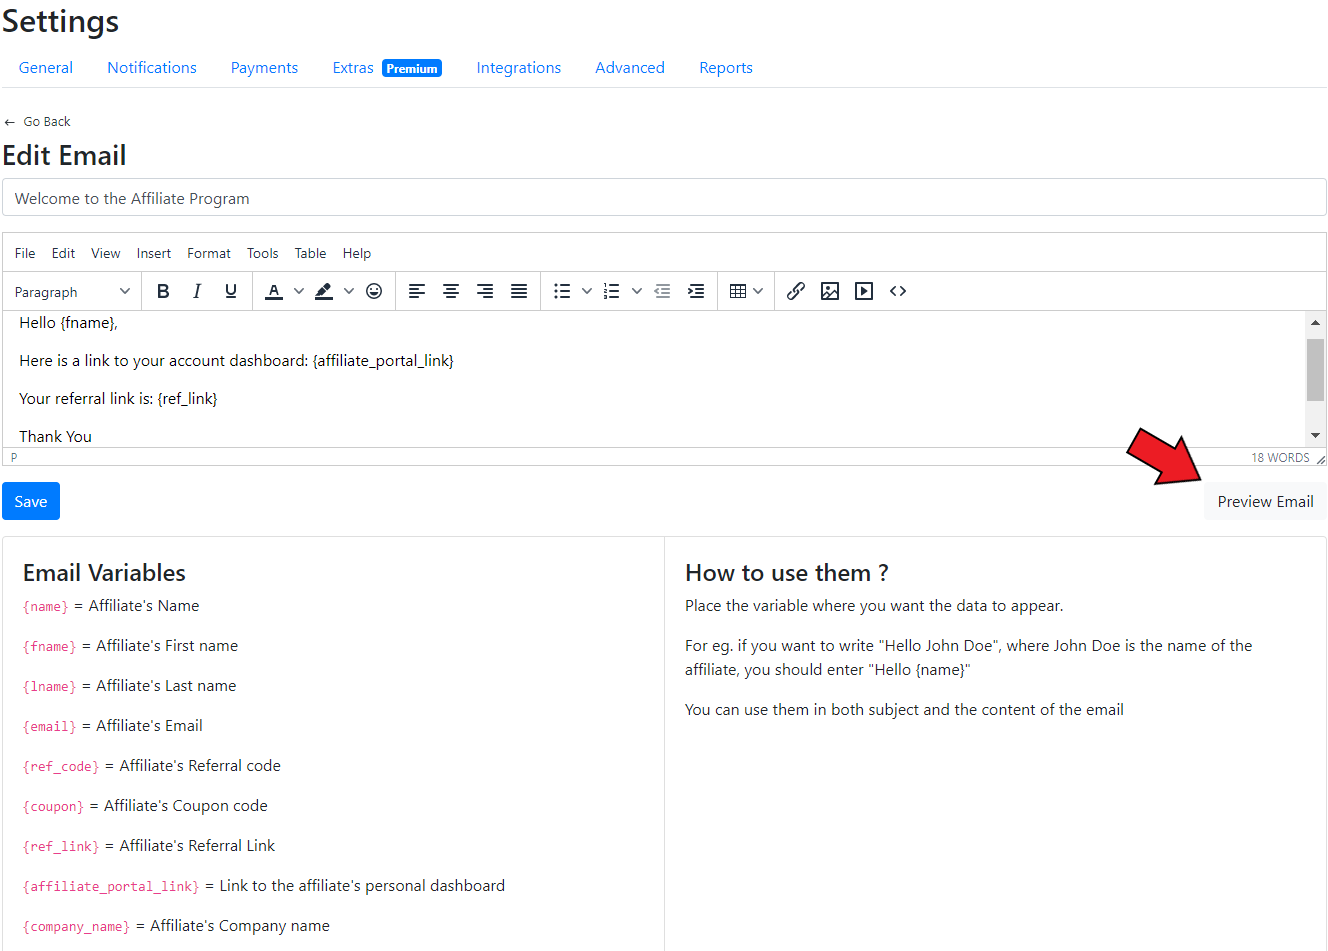 Settings
General Notifications Payments Extras Premium Integrations Advanced Reports
← Go Back
Edit Email
Welcome to the Affiliate Program
File Edit View Insert Format Tools Table Help
Paragraph B I U A
Hello {fname},
Here is a link to your account dashboard: {affiliate_portal_link}
Your referral link is: {ref_link}
Thank You
P 18 WORDS
Save Preview Email
Email Variables
{name} = Affiliate's Name
{fname} = Affiliate's First name
{lname} = Affiliate's Last name
{email} = Affiliate's Email
{ref_code} = Affiliate's Referral code
{coupon} = Affiliate's Coupon code
{ref_link} = Affiliate's Referral Link
{affiliate_portal_link} = Link to the affiliate's personal dashboard
{company_name} = Affiliate's Company name
How to use them ?
Place the variable where you want the data to appear.
For eg. if you want to write "Hello John Doe", where John Doe is the name of the
affiliate, you should enter "Hello {name}"
You can use them in both subject and the content of the email